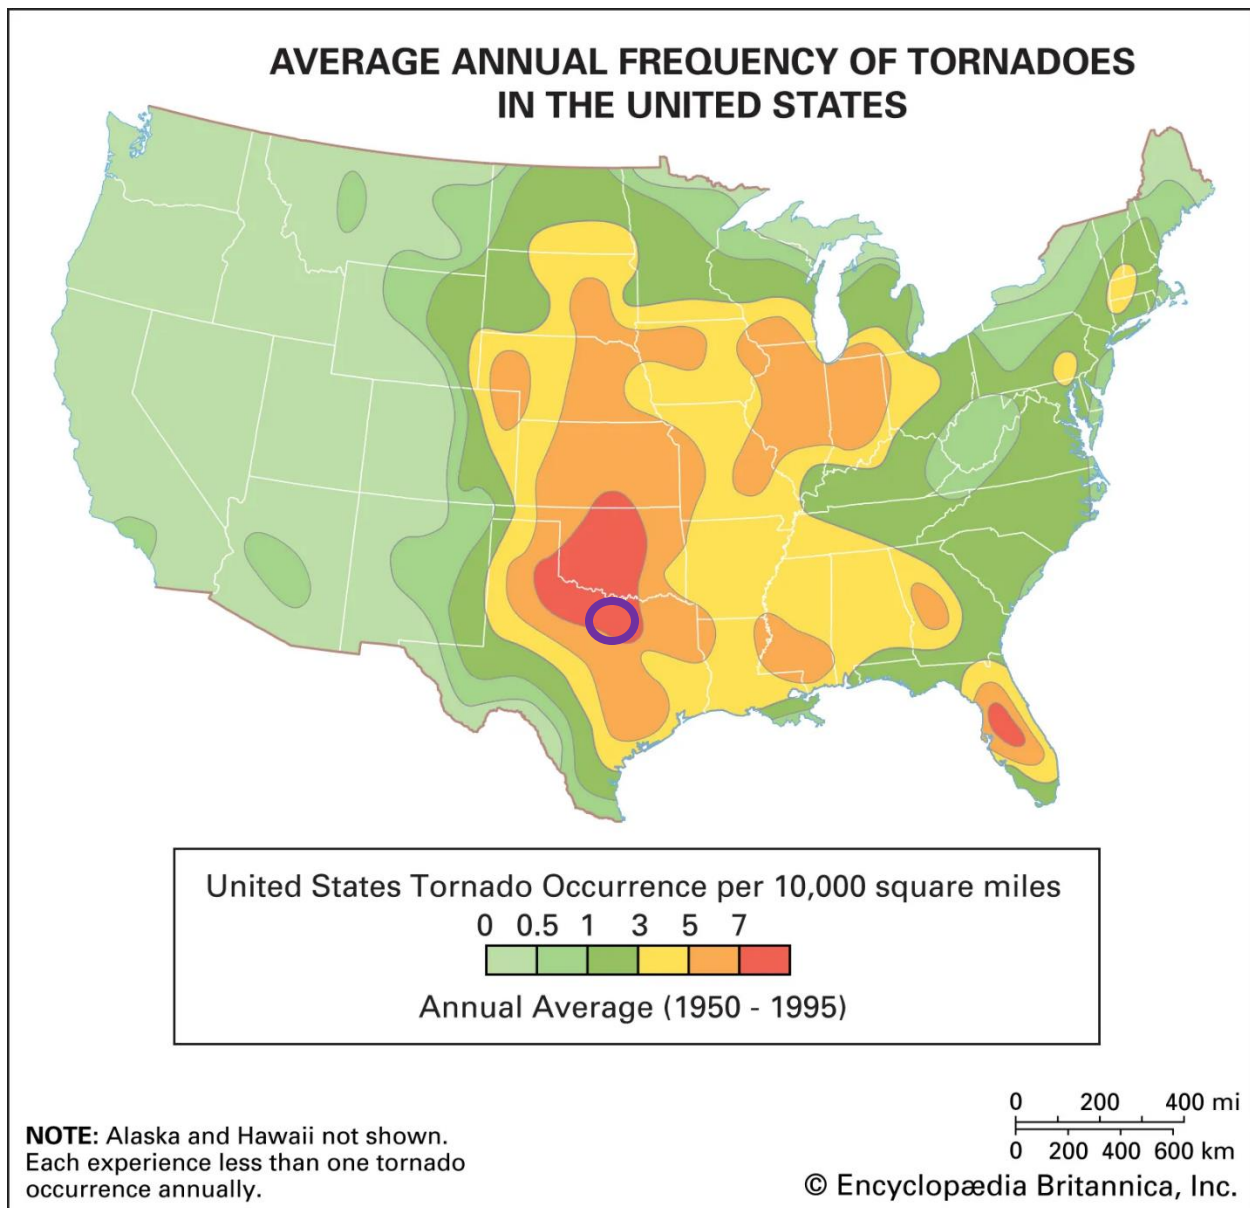 AVERAGE ANNUAL FREQUENCY OF TORNADOES
IN THE UNITED STATES
United States Tornado Occurrence per 10,000 square miles
0 0.5 1 3 5 7
Annual Average (1950 - 1995)
0 200 400 mi
0 200 400 600 km
NOTE: Alaska and Hawaii not shown.
Each experience less than one tornado
occurrence annually.
© Encyclopædia Britannica, Inc.